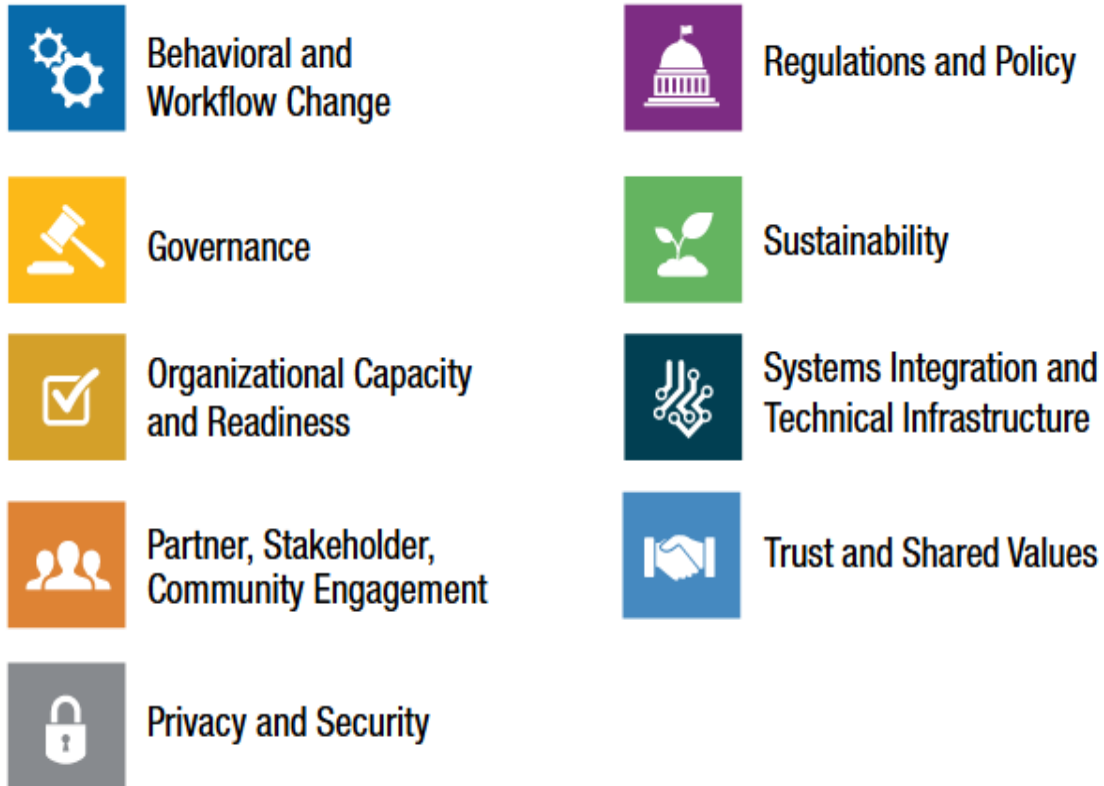 Behavioral and
Workflow Change
Governance
Organizational Capacity
and Readiness
Partner, Stakeholder,
Community Engagement
Privacy and Security
Regulations and Policy
Sustainability
Systems Integration and
Technical Infrastructure
Trust and Shared Values